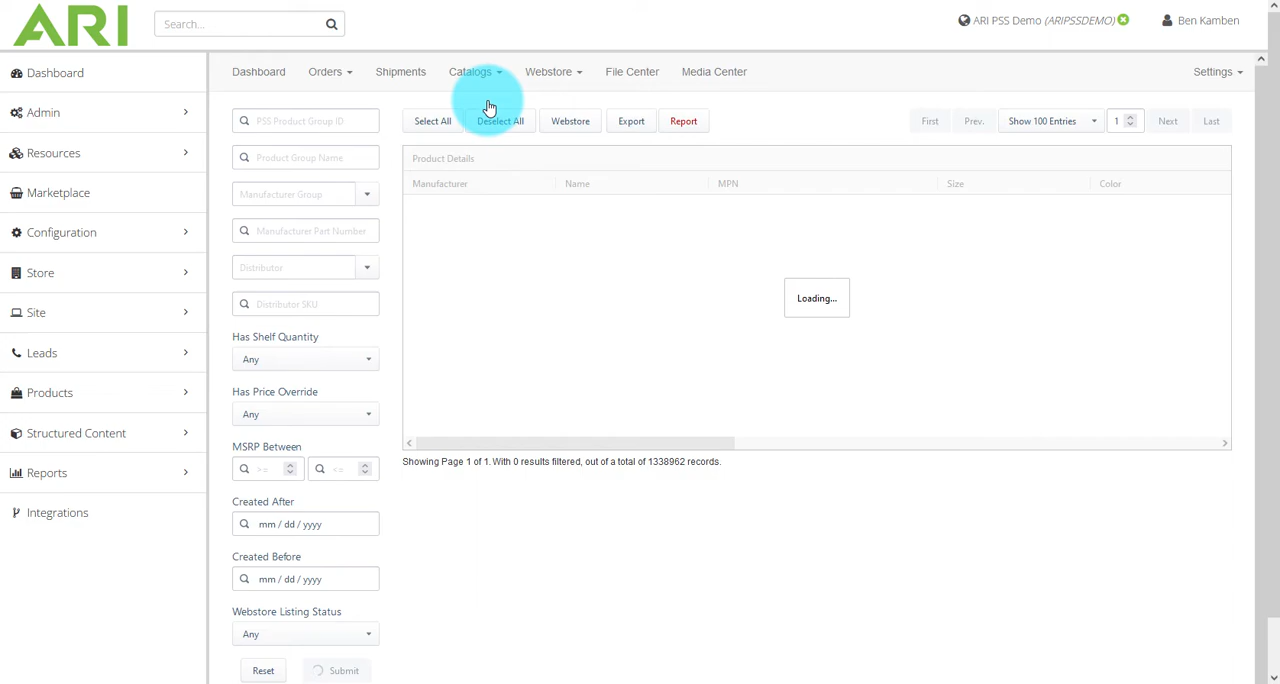 ARI
Search...
ARI PSS Demo (ARIPSSDEMO)
Ben Kamben
Dashboard
Admin
Resources
Marketplace
Configuration
Store
Site
Leads
Products
Structured Content
Reports
Integrations
Dashboard Orders Shipments Catalogs Webstore File Center Media Center Settings
PSS Product Group ID
Product Group Name
Manufacturer Group
Manufacturer Part Number
Distributor
Distributor SKU
Has Shelf Quantity
Any
Has Price Override
Any
MSRP Between
>= <=
Created After
mm / dd / yyyy
Created Before
mm / dd / yyyy
Webstore Listing Status
Any
Reset Submit
Select All Deselect All Webstore Export Report First Prev. Show 100 Entries 1 Next Last
Product Details
Manufacturer Name MPN Size Color
Loading...
Showing Page 1 of 1. With 0 results filtered, out of a total of 1338962 records.